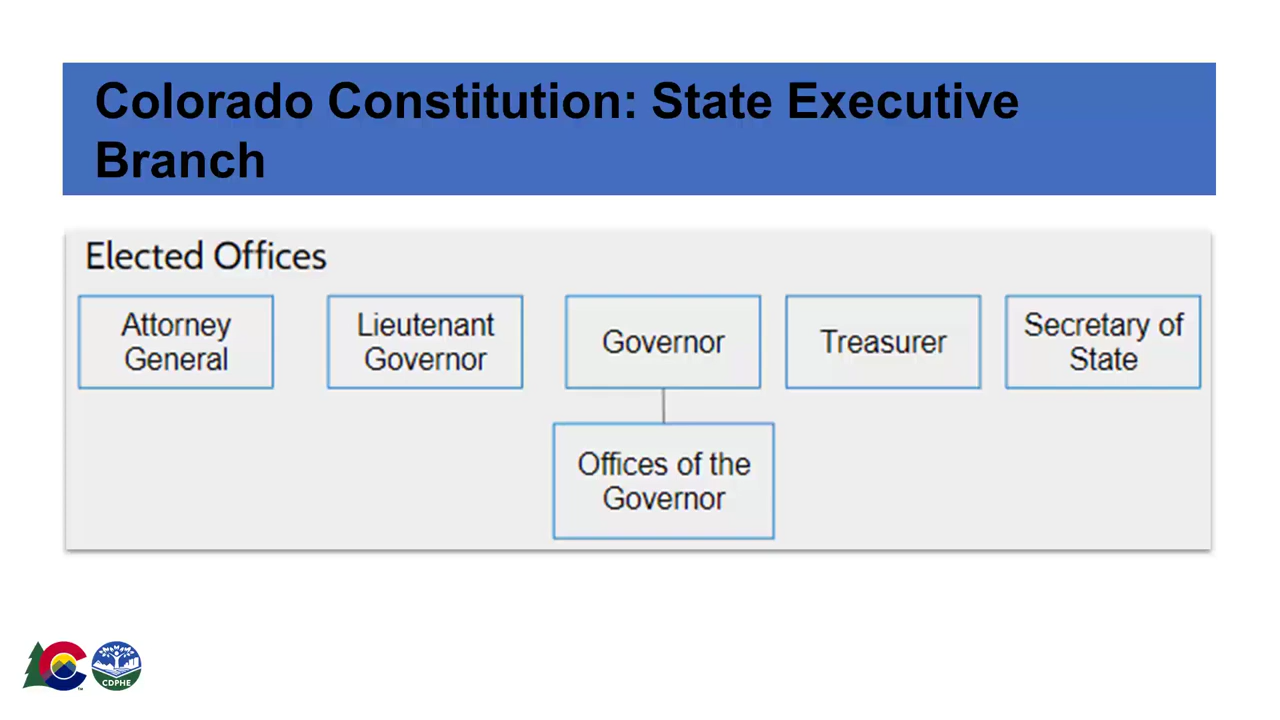 Colorado Constitution: State Executive
Branch
Elected Offices
Attorney
General
Lieutenant
Governor
Governor
Treasurer
Secretary of
State
Offices of the
Governor
CDPHE